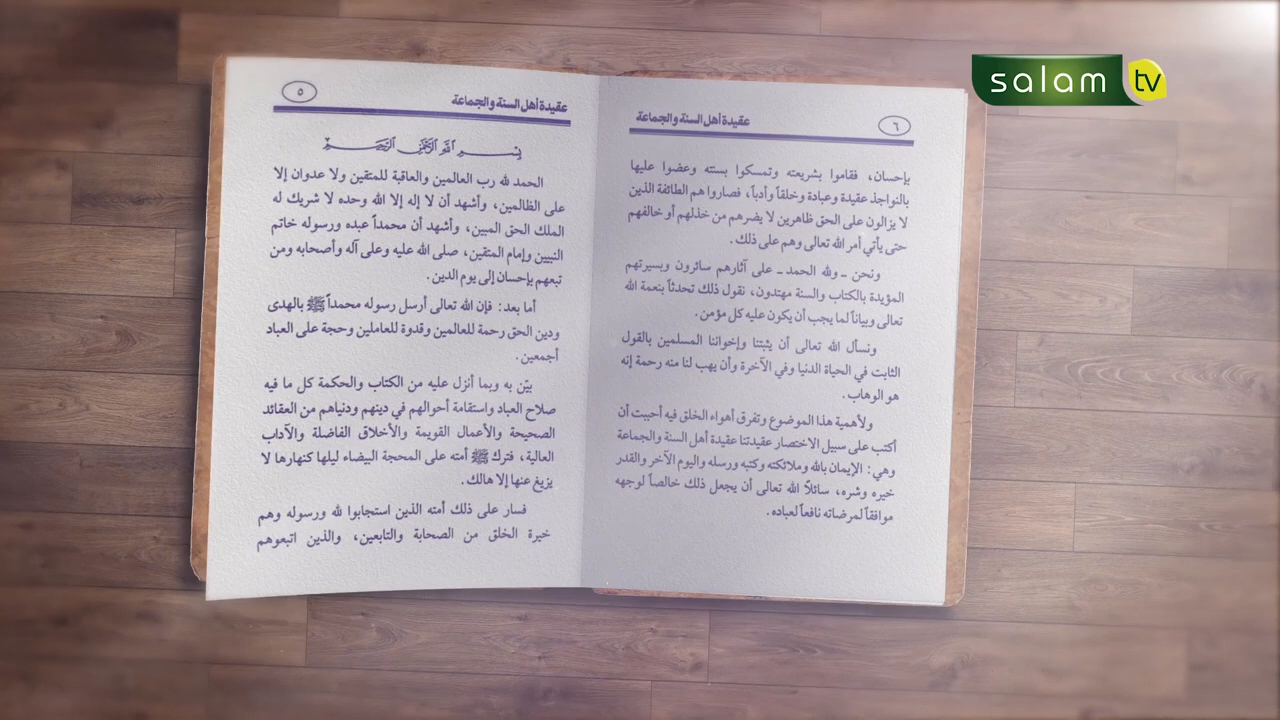 salam tv
٥
عقيدة أهل السنة والجماعة
بسم الله الرحمن الرحيم
الحمد لله رب العالمين والعاقبة للمتقين ولا عدوان إلا
على الظالمين، وأشهد أن لا إله إلا الله وحده لا شريك له
الملك الحق المبين، وأشهد أن محمداً عبده ورسوله خاتم
النبيين وإمام المتقين، صلى الله عليه وعلى آله وأصحابه ومن
تبعهم بإحسان إلى يوم الدين.
أما بعد: فإن الله تعالى أرسل رسوله محمداً ﷺ بالهدى
ودين الحق رحمة للعالمين وقدوة للعاملين وحجة على العباد
أجمعين.
بيّن به وبما أنزل عليه من الكتاب والحكمة كل ما فيه
صلاح العباد واستقامة أحوالهم في دينهم ودنياهم من العقائد
الصحيحة والأعمال القويمة والأخلاق الفاضلة والآداب
العالية، فترك ﷺ أمته على المحجة البيضاء ليلها كنهارها لا
يزيغ عنها إلا هالك.
فسار على ذلك أمته الذين استجابوا لله ورسوله وهم
خيرة الخلق من الصحابة والتابعين، والذين اتبعوهم
عقيدة أهل السنة والجماعة
٦
بإحسان، فقاموا بشريعته وتمسكوا بسنته وعضوا عليها
بالنواجذ عقيدة وعبادة وخلقاً وأدباً، فصاروا هم الطائفة الذين
لا يزالون على الحق ظاهرين لا يضرهم من خذلهم أو خالفهم
حتى يأتي أمر الله تعالى وهم على ذلك.
ونحن ـ ولله الحمد ـ على آثارهم سائرون وبسيرتهم
المؤيدة بالكتاب والسنة مهتدون، نقول ذلك تحدثاً بنعمة الله
تعالى وبياناً لما يجب أن يكون عليه كل مؤمن.
ونسأل الله تعالى أن يثبتنا وإخواننا المسلمين بالقول
الثابت في الحياة الدنيا وفي الآخرة وأن يهب لنا منه رحمة إنه
هو الوهاب.
ولأهمية هذا الموضوع وتفرق أهواء الخلق فيه أحببت أن
أكتب على سبيل الاختصار عقيدتنا عقيدة أهل السنة والجماعة
وهي: الإيمان بالله وملائكته وكتبه ورسله واليوم الآخر والقدر
خيره وشره، سائلاً الله تعالى أن يجعل ذلك خالصاً لوجهه
موافقاً لمرضاته نافعاً لعباده.